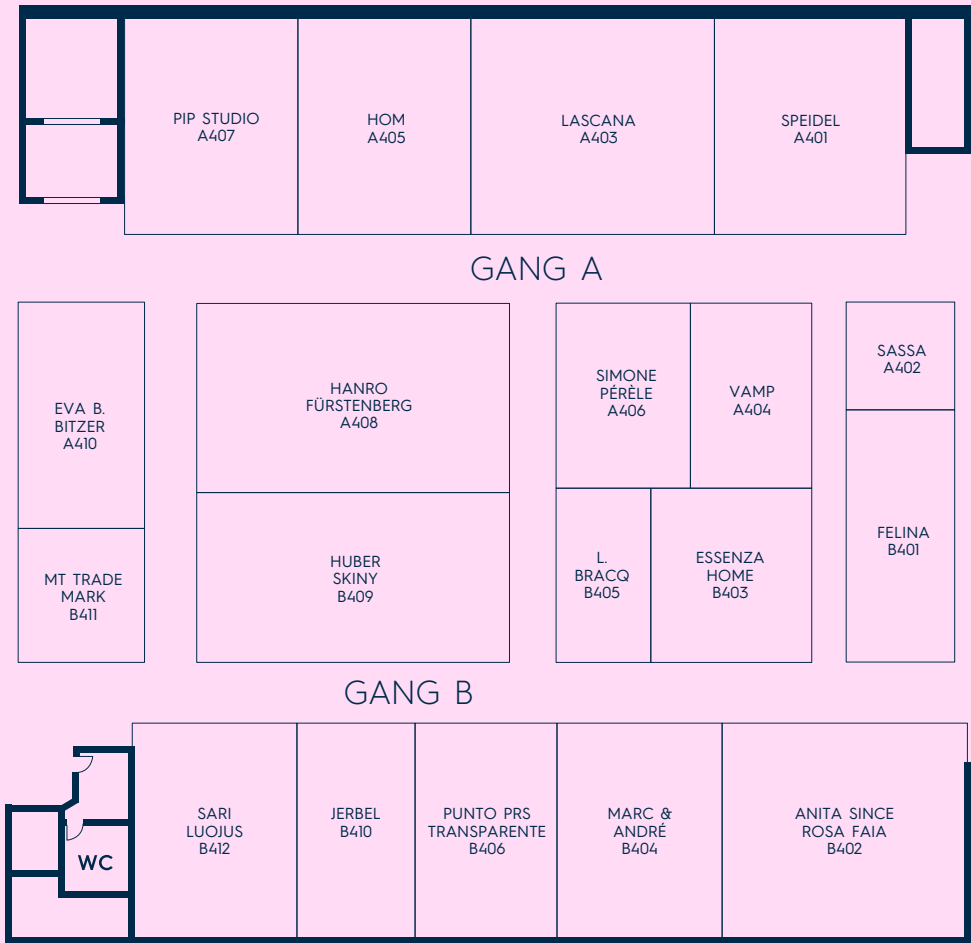 PIP STUDIO
A407
HOM
A405
LASCANA
A403
SPEIDEL
A401
GANG A
EVA B.
BITZER
A410
HANRO
FÜRSTENBERG
A408
SIMONE
PÉRÈLE
A406
VAMP
A404
SASSA
A402
MT TRADE
MARK
B411
HUBER
SKINY
B409
L.
BRACQ
B405
ESSENZA
HOME
B403
FELINA
B401
GANG B
SARI
LUOJUS
B412
JERBEL
B410
PUNTO PRS
TRANSPARENTE
B406
MARC &
ANDRÉ
B404
ANITA SINCE
ROSA FAIA
B402
WC